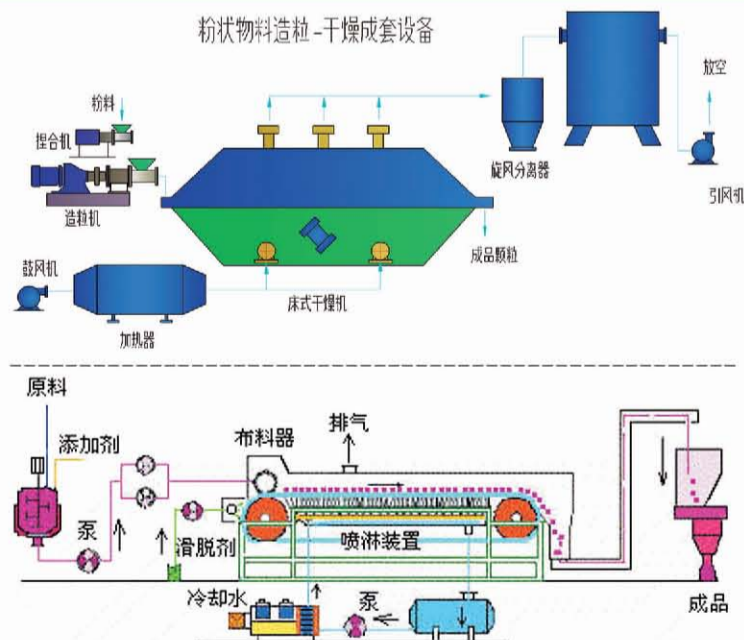 粉状物料造粒-干燥成套设备
粉料
捏合机
造粒机
鼓风机
加热器
床式干燥机
成品颗粒
旋风分离器
放空
引风机
原料
添加剂
泵
滑脱剂
布料器
排气
喷淋装置
冷却水
泵
成品